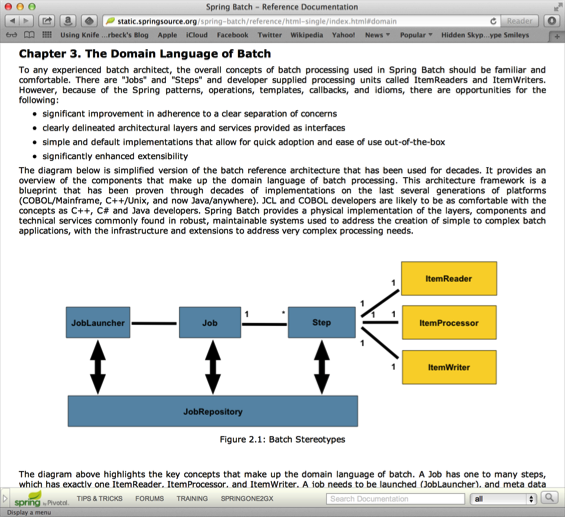 Spring Batch – Reference Documentation
static.springsource.org/spring-batch/reference/html-single/index.html#domain
Reader
Using Knife ...rbeck's Blog Apple iCloud Facebook Twitter Wikipedia Yahoo! News Popular Hidden Skyp...ype Smileys
Chapter 3. The Domain Language of Batch
To any experienced batch architect, the overall concepts of batch processing used in Spring Batch should be familiar and
comfortable. There are "Jobs" and "Steps" and developer supplied processing units called ItemReaders and ItemWriters.
However, because of the Spring patterns, operations, templates, callbacks, and idioms, there are opportunities for the
following:
• significant improvement in adherence to a clear separation of concerns
• clearly delineated architectural layers and services provided as interfaces
• simple and default implementations that allow for quick adoption and ease of use out-of-the-box
• significantly enhanced extensibility
The diagram below is simplified version of the batch reference architecture that has been used for decades. It provides an
overview of the components that make up the domain language of batch processing. This architecture framework is a
blueprint that has been proven through decades of implementations on the last several generations of platforms
(COBOL/Mainframe, C++/Unix, and now Java/anywhere). JCL and COBOL developers are likely to be as comfortable with the
concepts as C++, C# and Java developers. Spring Batch provides a physical implementation of the layers, components and
technical services commonly found in robust, maintainable systems used to address the creation of simple to complex batch
applications, with the infrastructure and extensions to address very complex processing needs.
ItemReader
1
1
JobLauncher
Job
1
*
Step
1
1
ItemProcessor
1
1
ItemWriter
JobRepository
Figure 2.1: Batch Stereotypes
The diagram above highlights the key concepts that make up the domain language of batch. A Job has one to many steps,
which has exactly one ItemReader, ItemProcessor, and ItemWriter. A job needs to be launched (JobLauncher), and meta data
spring by Pivotal. TIPS & TRICKS FORUMS TRAINING SPRINGONE2GX Search Documentation all
Display a menu